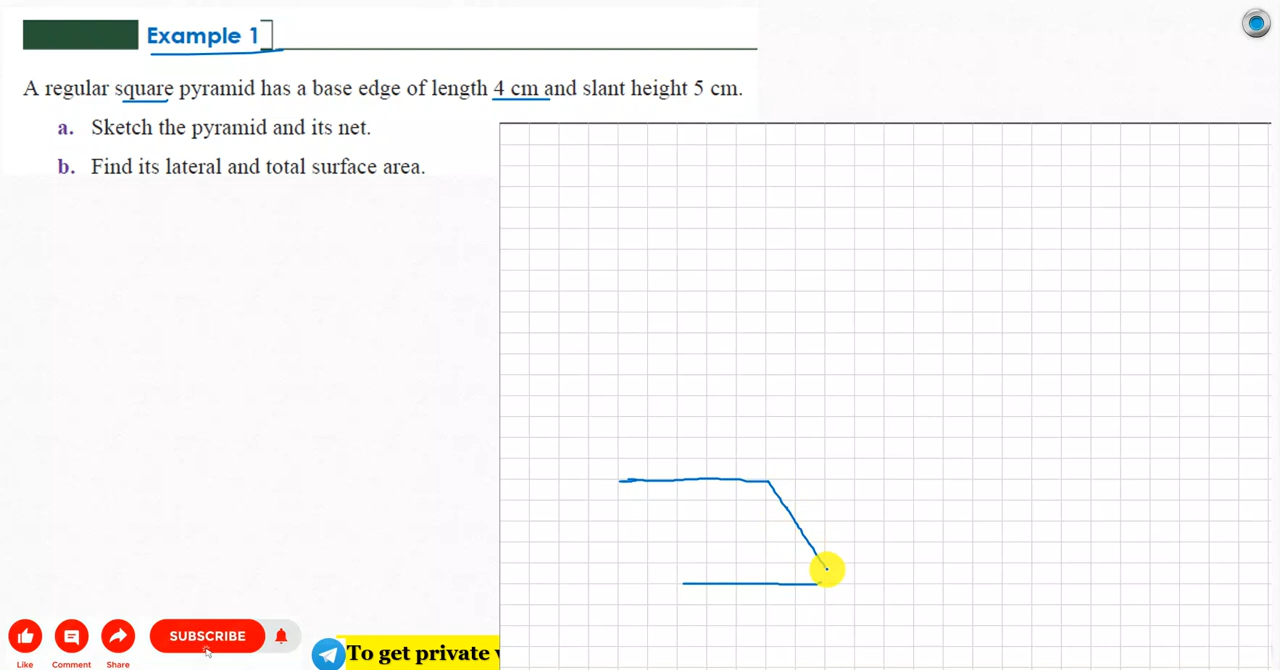 Example 1
A regular square pyramid has a base edge of length 4 cm and slant height 5 cm.
a. Sketch the pyramid and its net.
b. Find its lateral and total surface area.
SUBSCRIBE
Like Comment Share
To get private